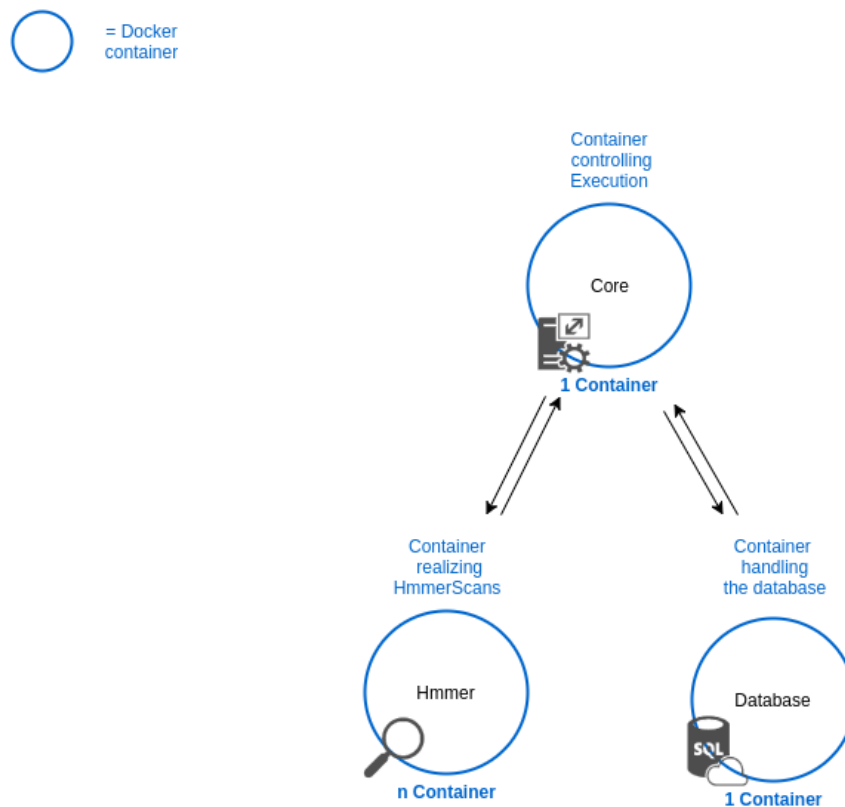 = Docker
container
Container
controlling
Execution
Core
1 Container
Container
realizing
HmmerScans
Hmmer
n Container
Container
handling
the database
Database
SQL
1 Container